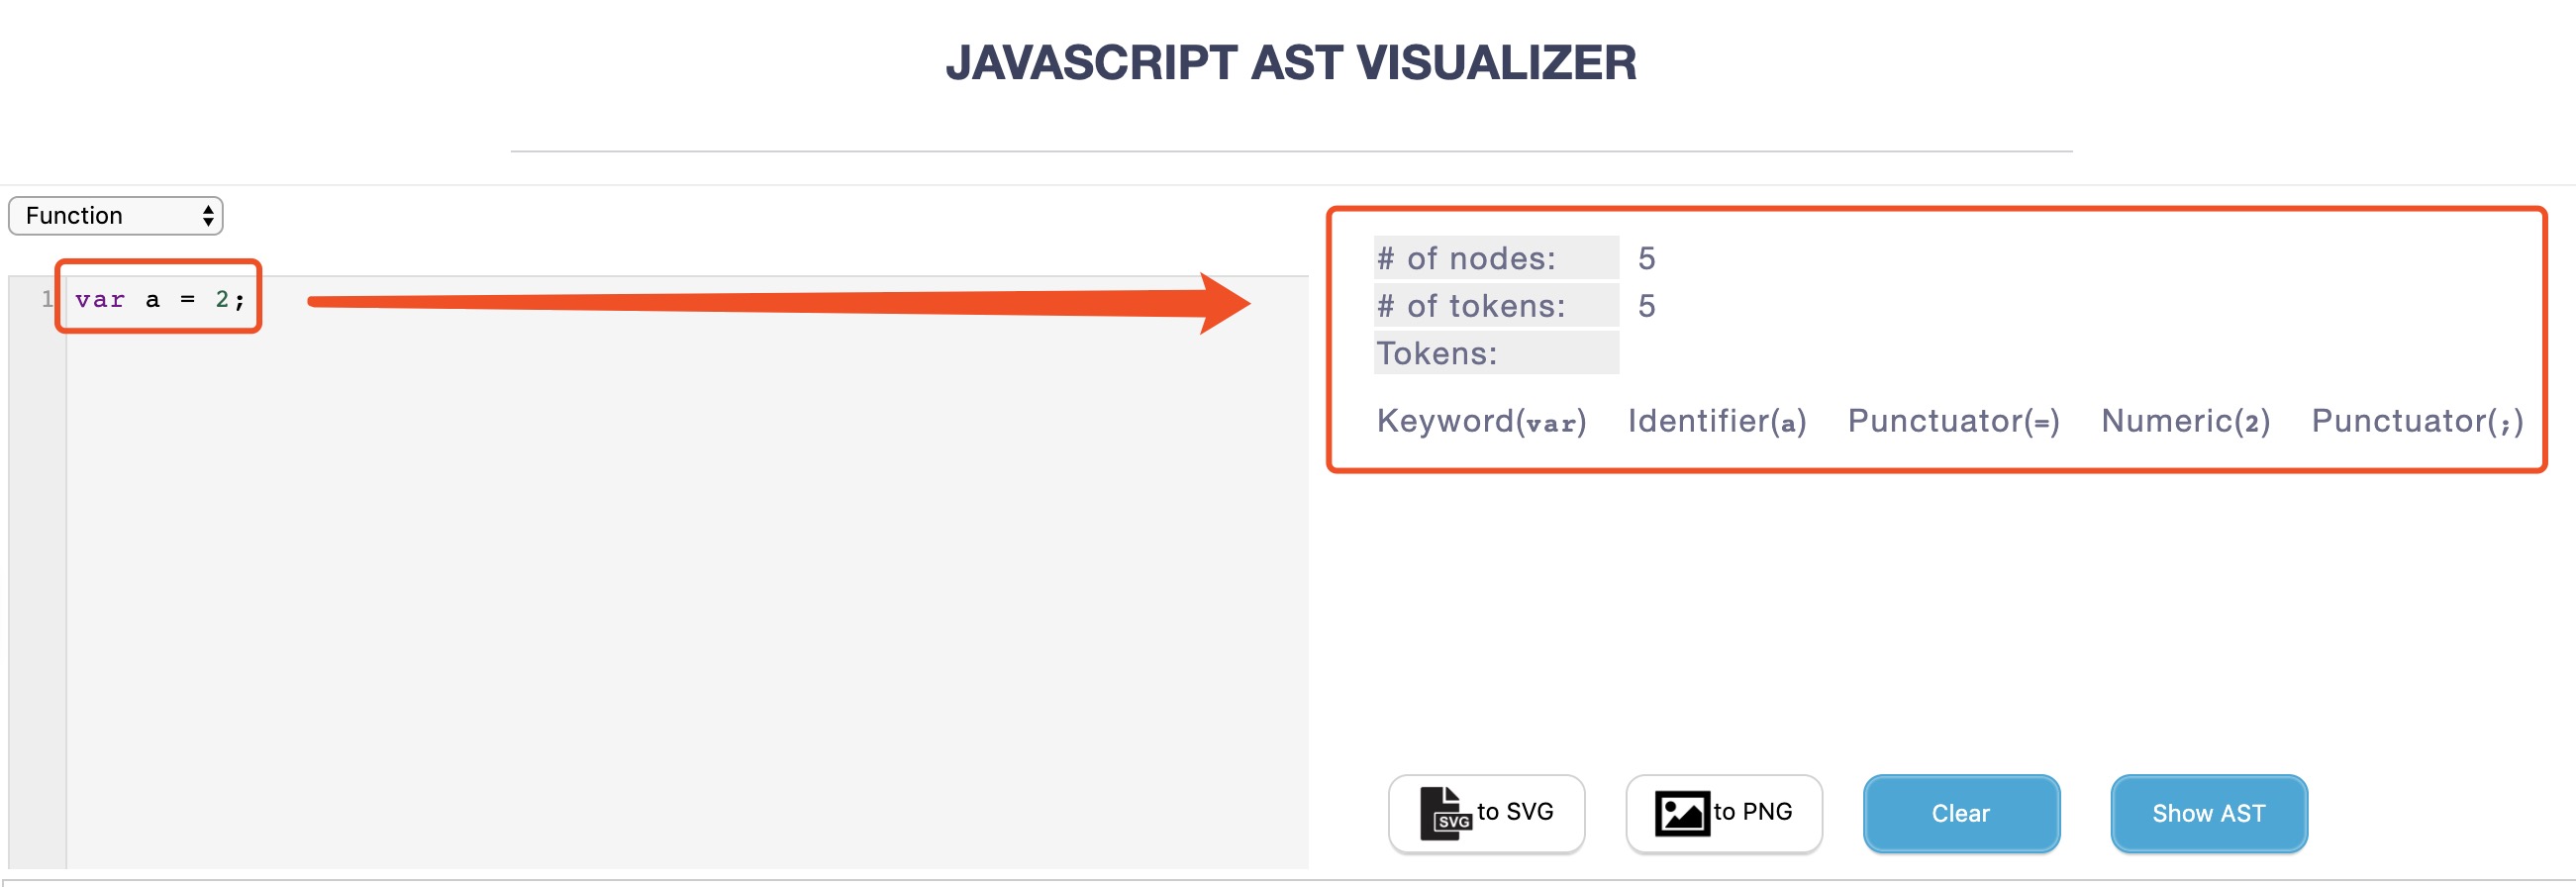 JAVASCRIPT AST VISUALIZER
Function
1 var a = 2;
# of nodes: 5
# of tokens: 5
Tokens:
Keyword(var) Identifier(a) Punctuator(=) Numeric(2) Punctuator(;)
SVG to SVG to PNG Clear Show AST